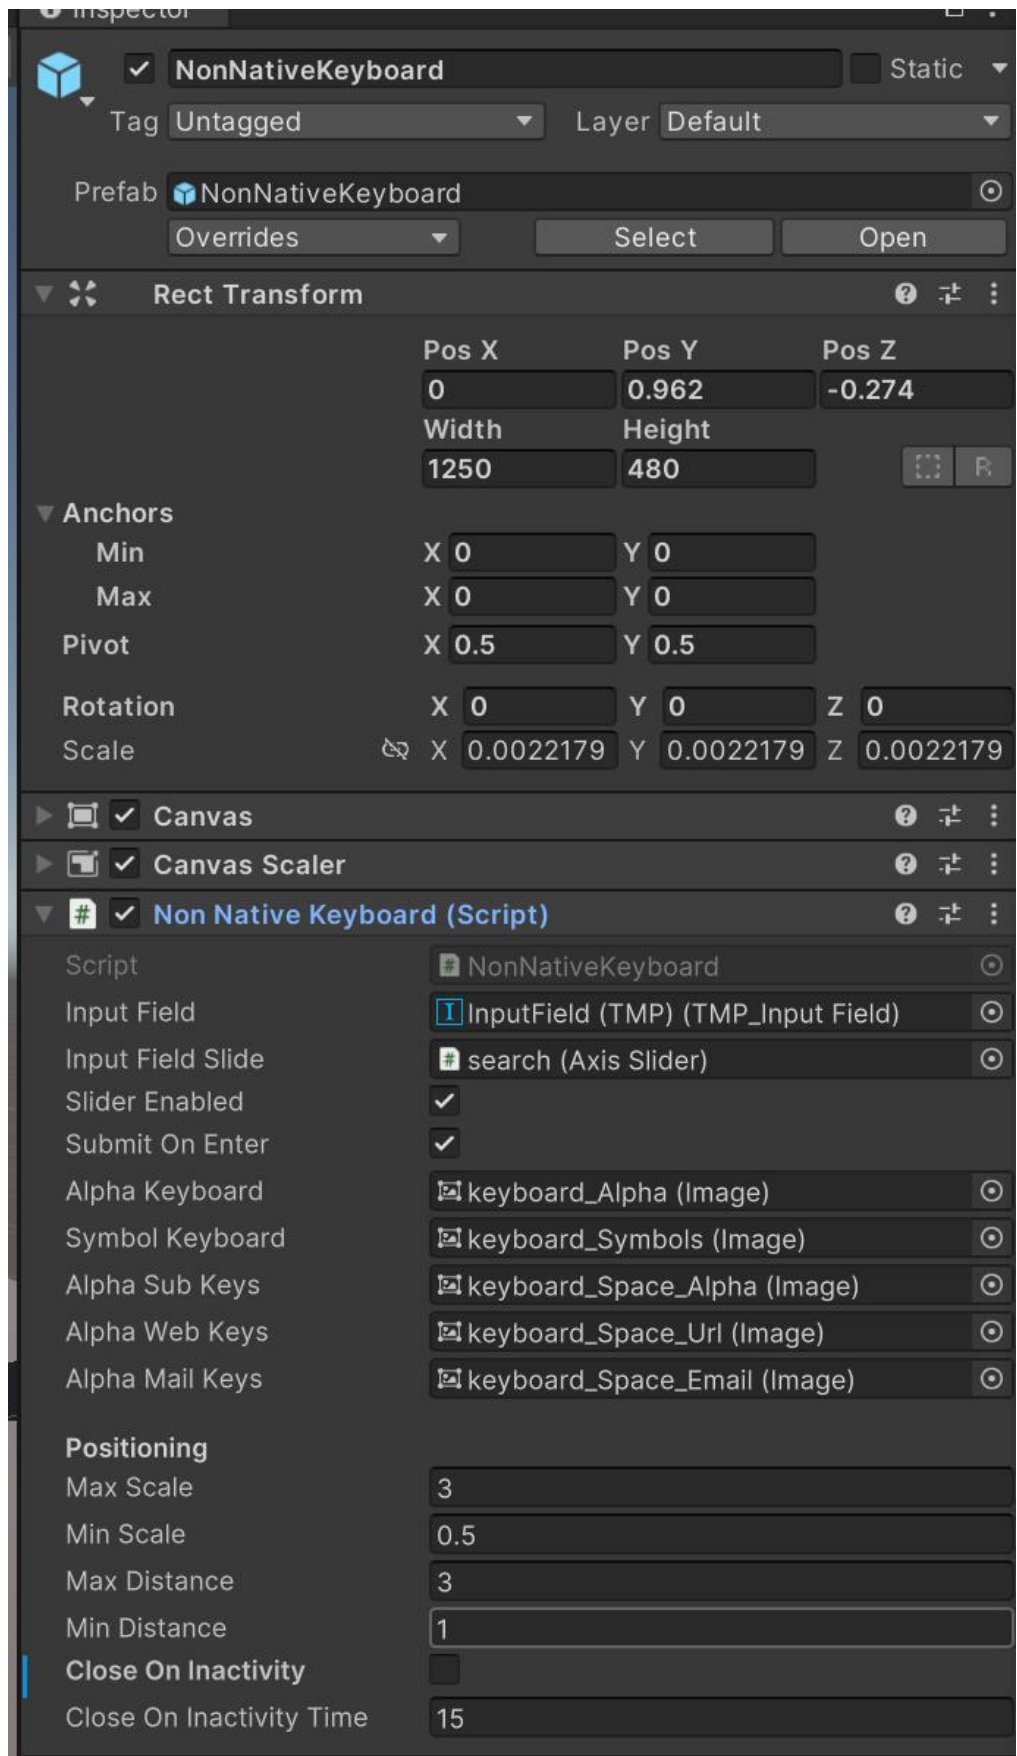 Inspector
NonNativeKeyboard Static
Tag Untagged Layer Default
Prefab NonNativeKeyboard
Overrides Select Open
Rect Transform
Pos X Pos Y Pos Z
0 0.962 -0.274
Width Height
1250 480
R
Anchors
Min X 0 Y 0
Max X 0 Y 0
Pivot X 0.5 Y 0.5
Rotation X 0 Y 0 Z 0
Scale X 0.0022179 Y 0.0022179 Z 0.0022179
Canvas
Canvas Scaler
# Non Native Keyboard (Script)
Script # NonNativeKeyboard
Input Field InputField (TMP) (TMP_Input Field)
Input Field Slide # search (Axis Slider)
Slider Enabled
Submit On Enter
Alpha Keyboard keyboard_Alpha (Image)
Symbol Keyboard keyboard_Symbols (Image)
Alpha Sub Keys keyboard_Space_Alpha (Image)
Alpha Web Keys keyboard_Space_Url (Image)
Alpha Mail Keys keyboard_Space_Email (Image)
Positioning
Max Scale 3
Min Scale 0.5
Max Distance 3
Min Distance 1
Close On Inactivity
Close On Inactivity Time 15